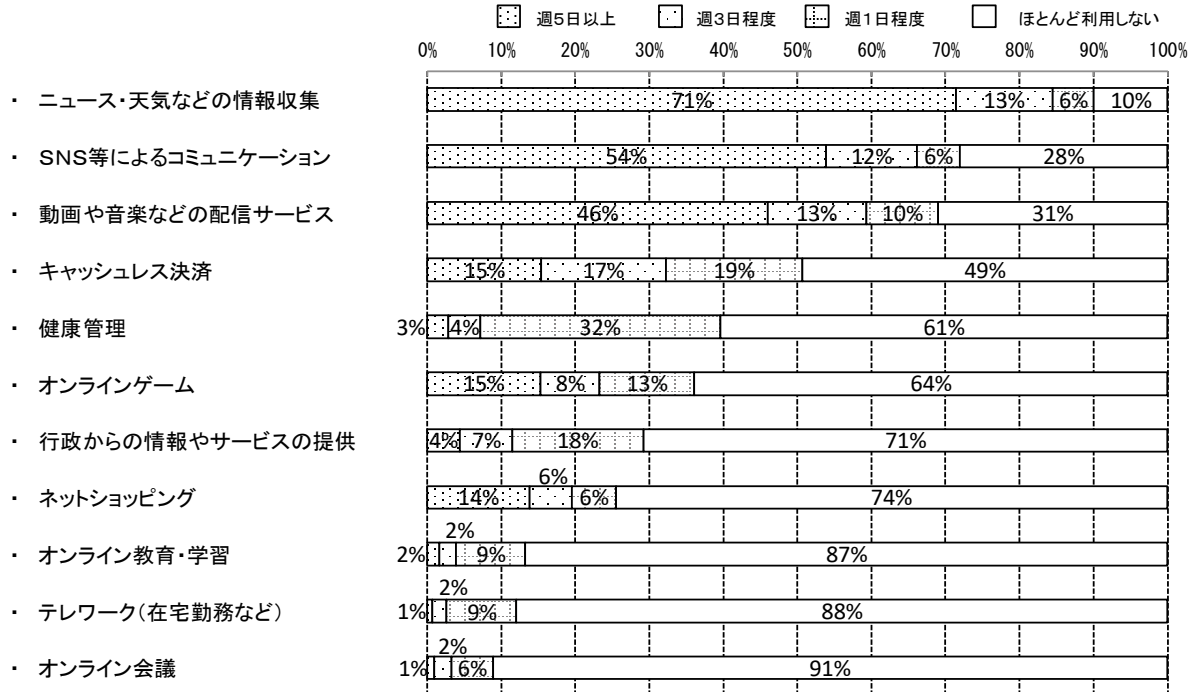 週5日以上 週3日程度 週1日程度 ほとんど利用しない
0% 10% 20% 30% 40% 50% 60% 70% 80% 90% 100%
・ ニュース・天気などの情報収集 71% 13% 6% 10%
・ SNS等によるコミュニケーション 54% 12% 6% 28%
・ 動画や音楽などの配信サービス 46% 13% 10% 31%
・ キャッシュレス決済 15% 17% 19% 49%
・ 健康管理 3% 4% 32% 61%
・ オンラインゲーム 15% 8% 13% 64%
・ 行政からの情報やサービスの提供 4% 7% 18% 71%
6%
・ ネットショッピング 14% 6% 74%
2%
・ オンライン教育・学習 2% 9% 87%
2%
・ テレワーク(在宅勤務など) 1% 9% 88%
2%
・ オンライン会議 1% 6% 91%